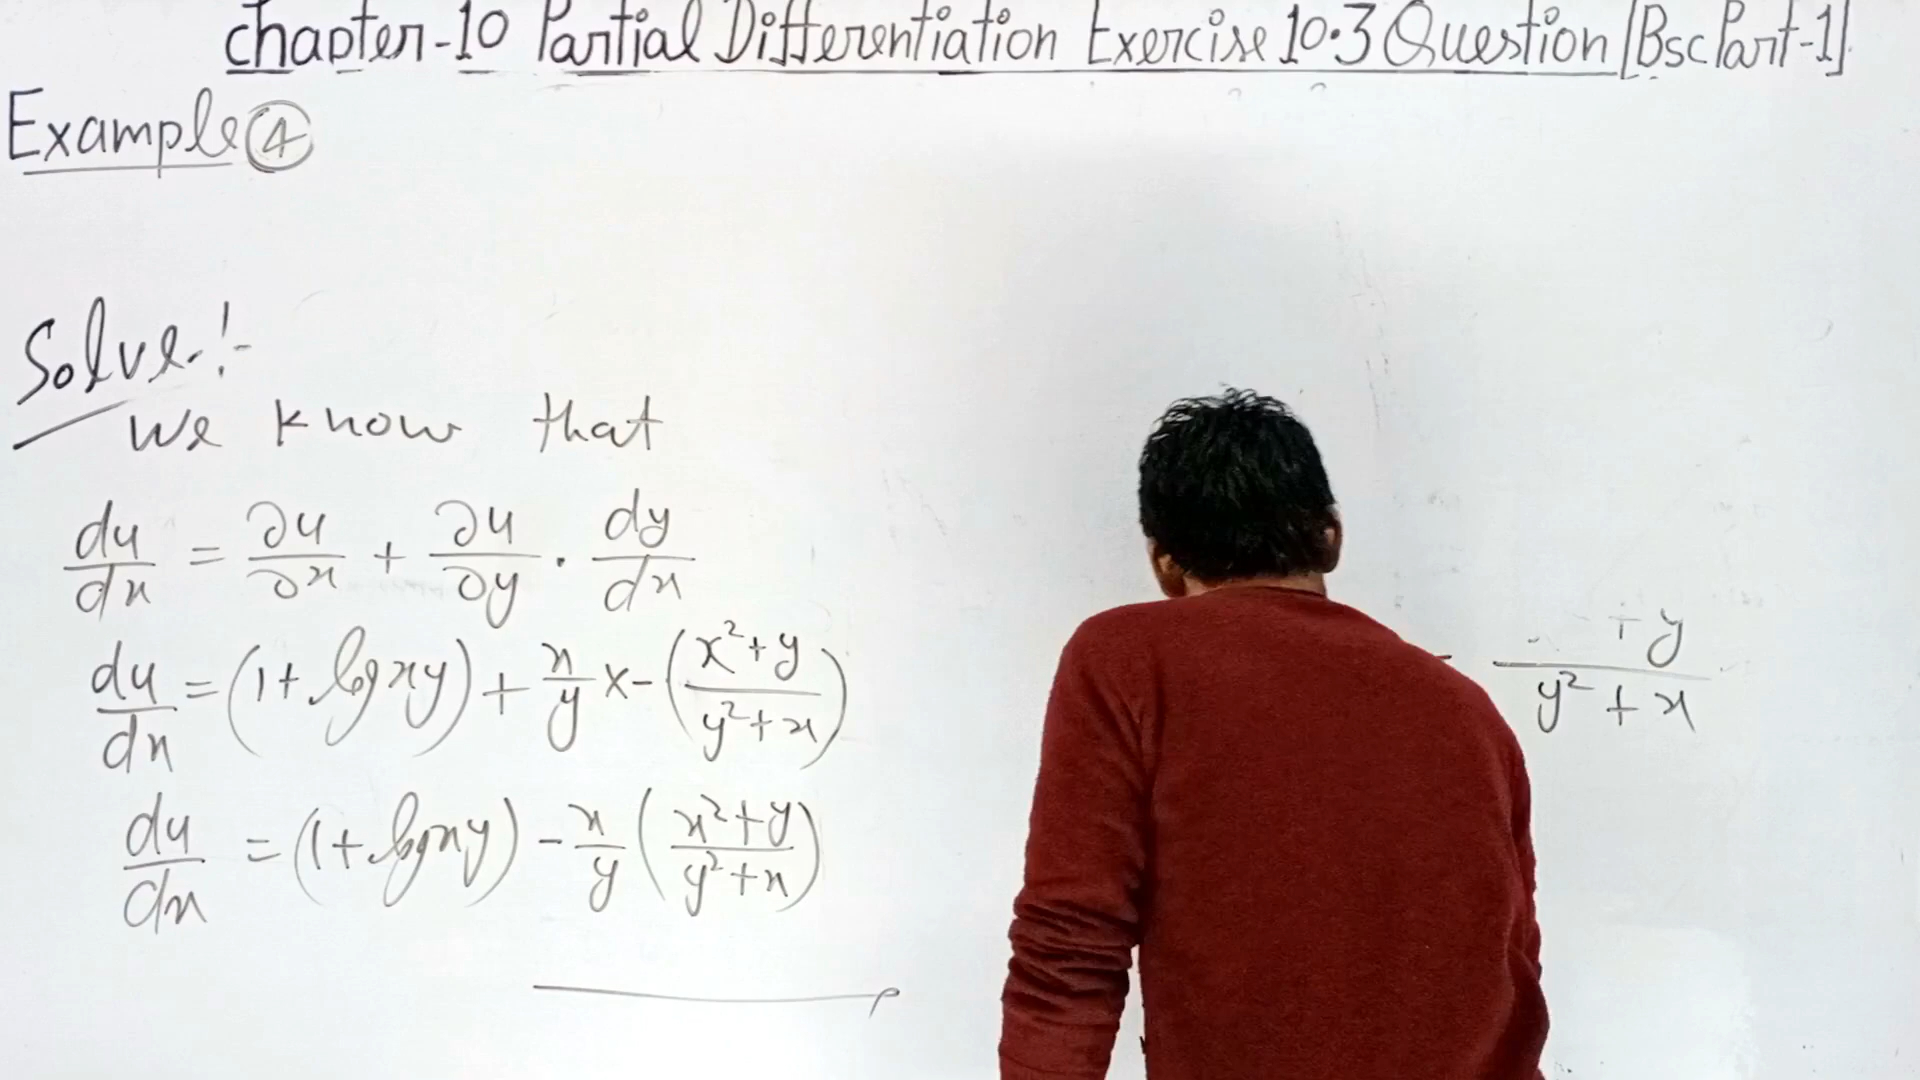 Chapter-10 Partial Differentiation Exercise 10.3 Question [Bsc Part-1]
Example ④
Solve:-
We know that
du/dx = ∂u/∂x + ∂u/∂y . dy/dx
du/dx = (1 + log xy) + x/y x - (x²+y / y²+x)
du/dx = (1 + log xy) - x/y (x²+y / y²+x)
- +y / y² + x